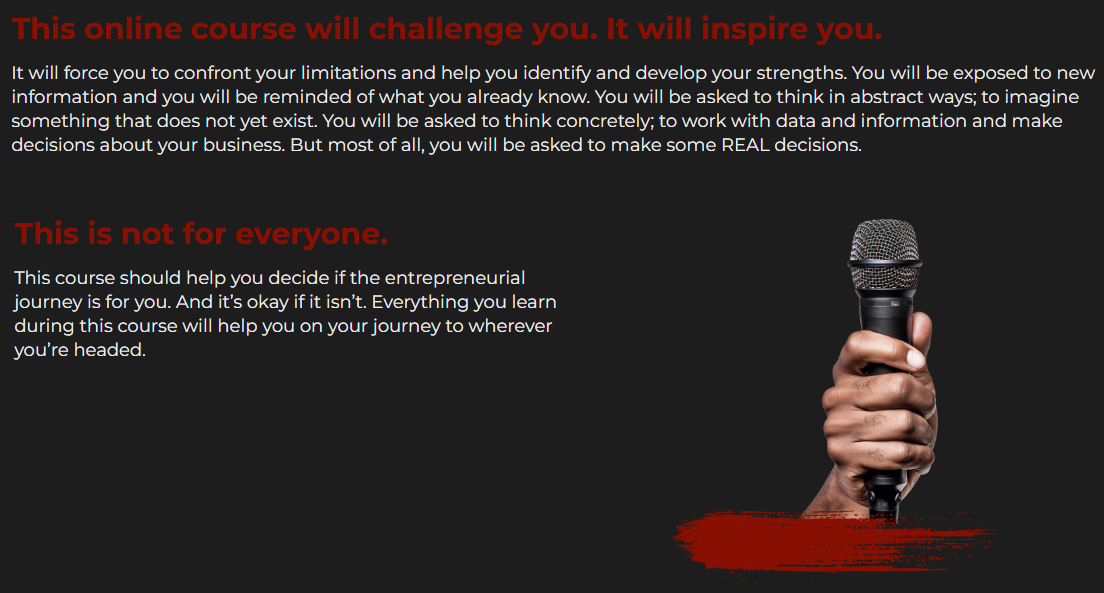 This online course will challenge you. It will inspire you.
It will force you to confront your limitations and help you identify and develop your strengths. You will be exposed to new
information and you will be reminded of what you already know. You will be asked to think in abstract ways; to imagine
something that does not yet exist. You will be asked to think concretely; to work with data and information and make
decisions about your business. But most of all, you will be asked to make some REAL decisions.
This is not for everyone.
This course should help you decide if the entrepreneurial
journey is for you. And it’s okay if it isn’t. Everything you learn
during this course will help you on your journey to wherever
you’re headed.